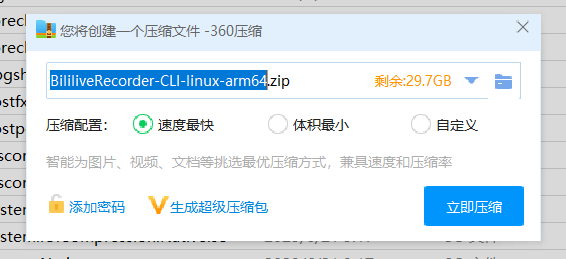 您将创建一个压缩文件 -360压缩
BililiveRecorder-CLI-linux-arm64.zip 剩余:29.7GB
压缩配置： 速度最快 体积最小 自定义
智能为图片、视频、文档等挑选最优压缩方式，兼具速度和压缩率
添加密码 生成超级压缩包 立即压缩